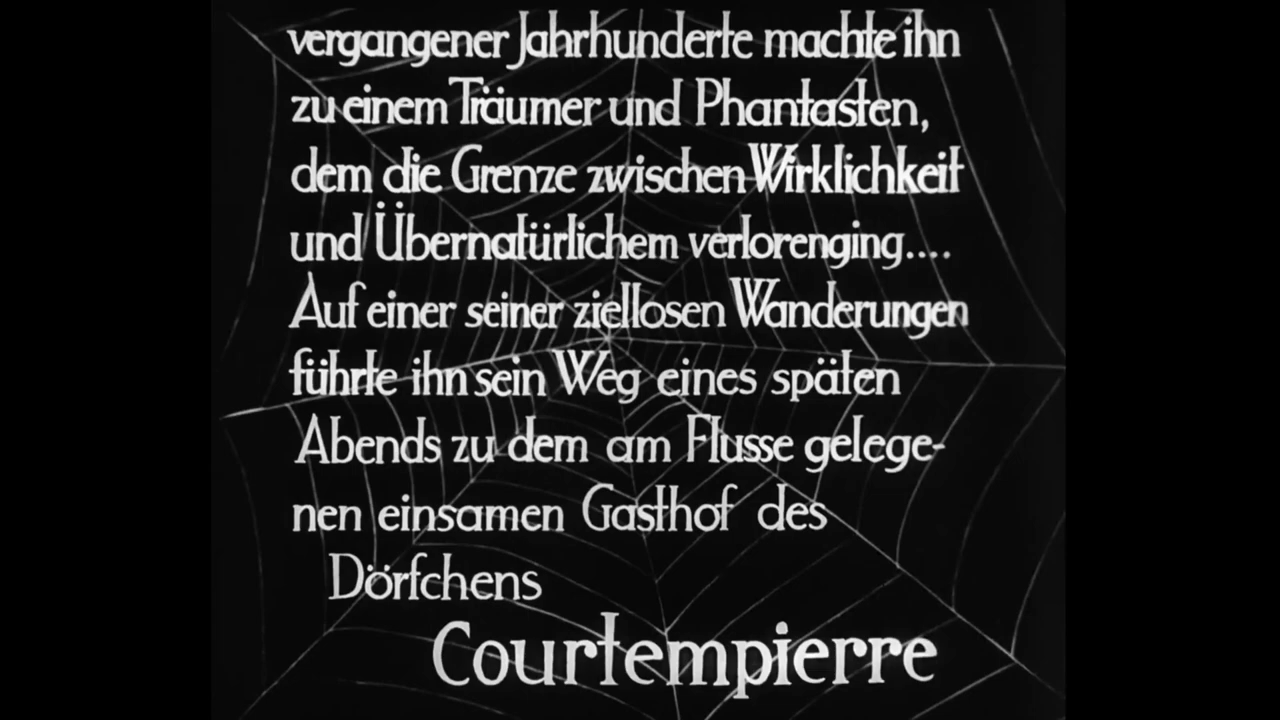 vergangener Jahrhunderte machte ihn
zu einem Träumer und Phantasten,
dem die Grenze zwischen Wirklichkeit
und Übernatürlichem verlorenging....
Auf einer seiner ziellosen Wanderungen
führte ihn sein Weg eines späten
Abends zu dem am Flusse gelege-
nen einsamen Gasthof des
Dörfchens
Courtempierre